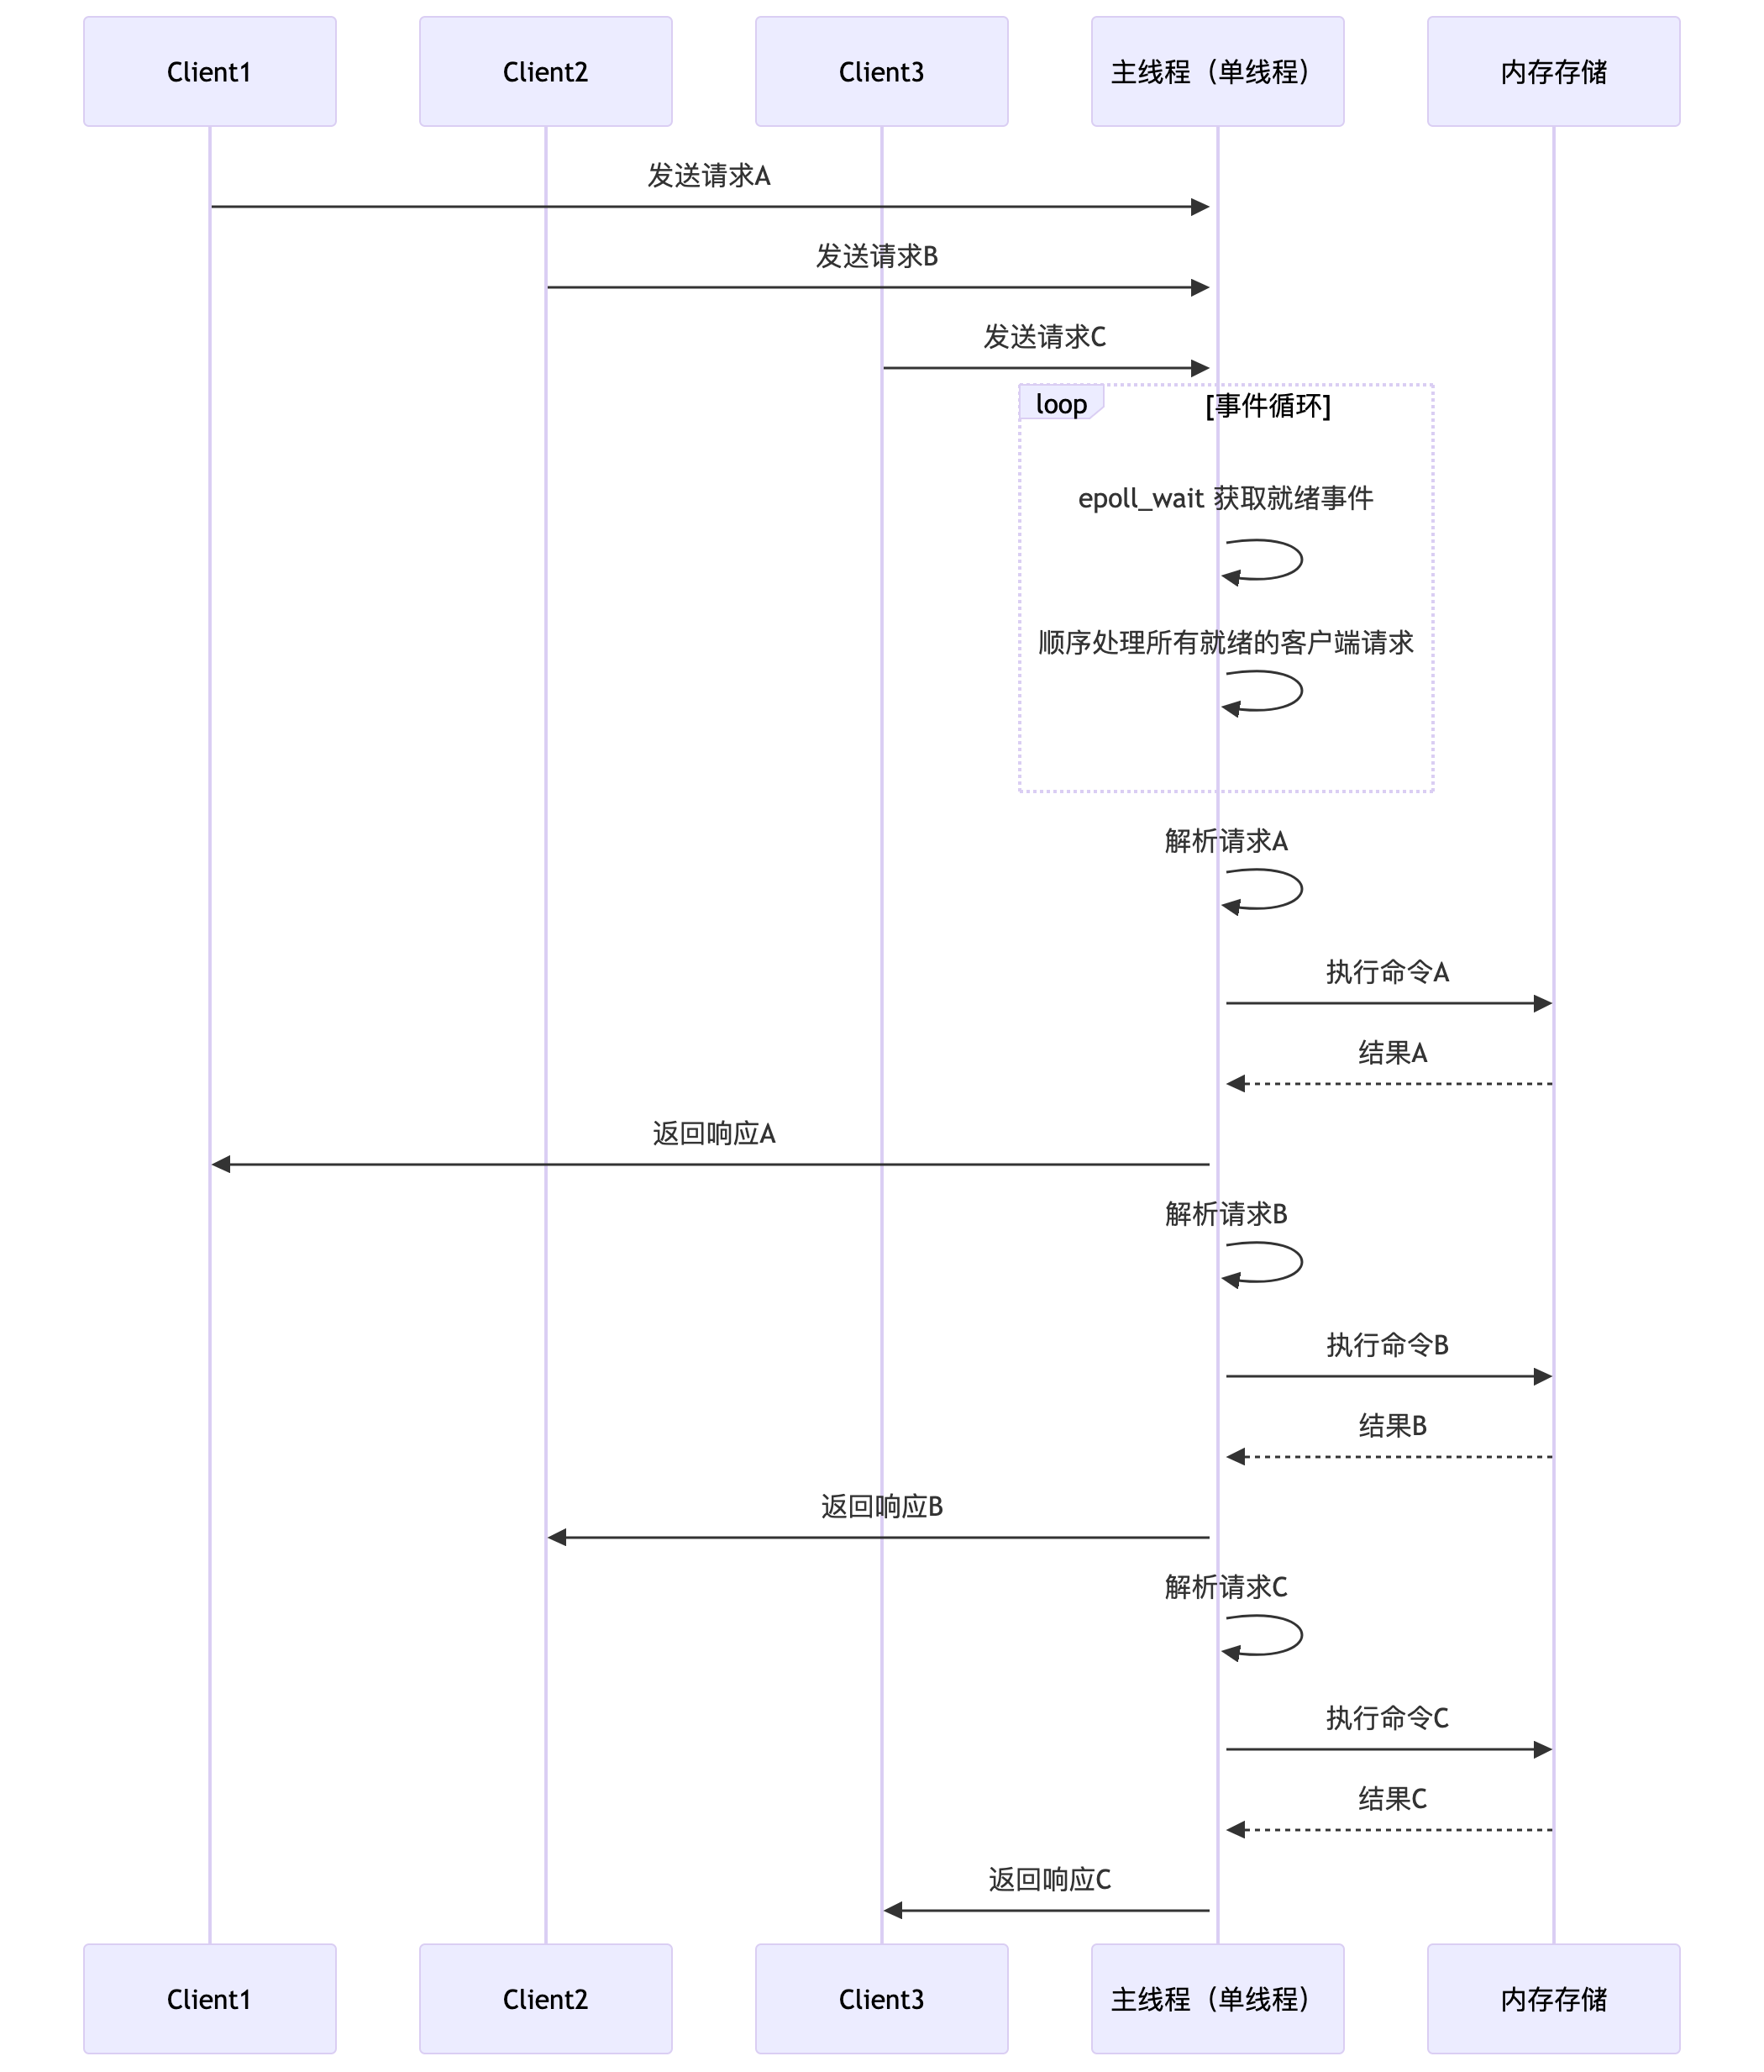 Client1
Client2
Client3
主线程（单线程）
内存存储
发送请求A
发送请求B
发送请求C
loop
[事件循环]
epoll_wait 获取就绪事件
顺序处理所有就绪的客户端请求
解析请求A
执行命令A
结果A
返回响应A
解析请求B
执行命令B
结果B
返回响应B
解析请求C
执行命令C
结果C
返回响应C
Client1
Client2
Client3
主线程（单线程）
内存存储